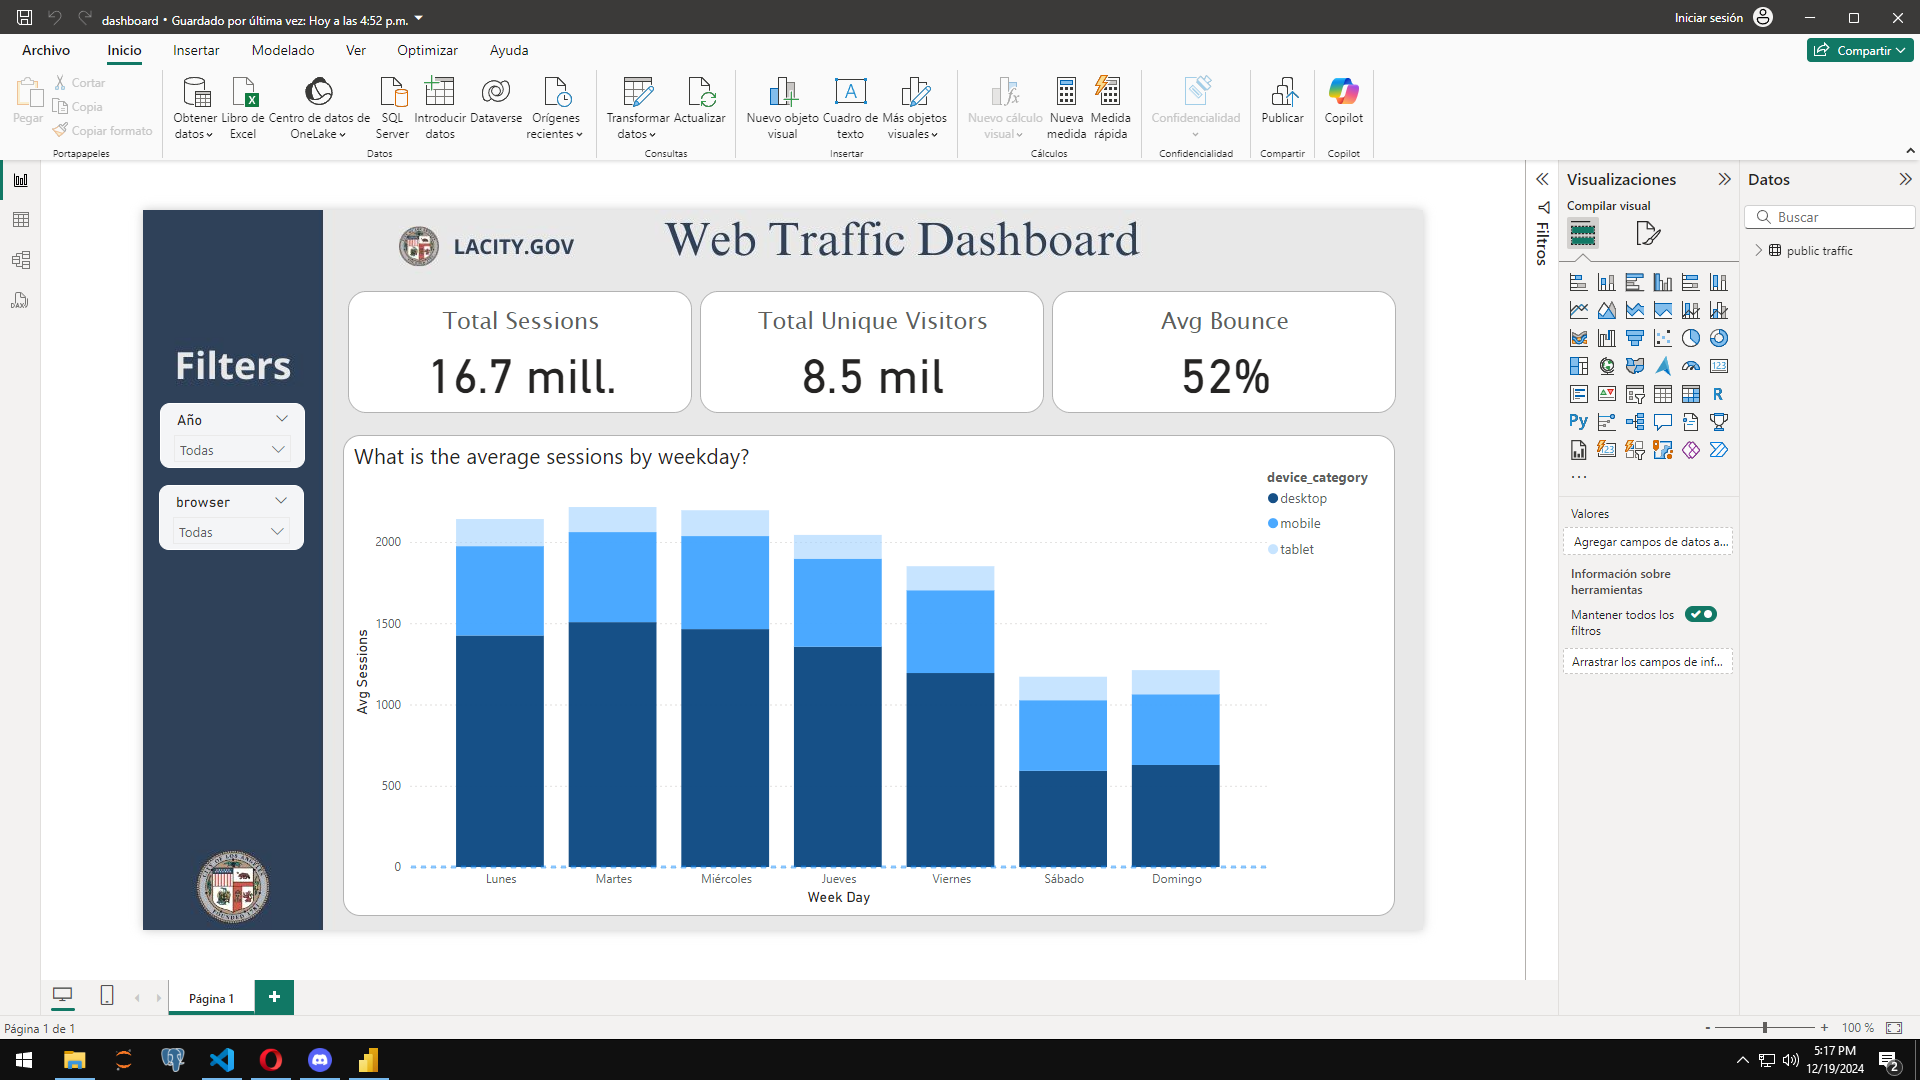 dashboard • Guardado por última vez: Hoy a las 4:52 p.m.
Iniciar sesión
Archivo
Inicio
Insertar
Modelado
Ver
Optimizar
Ayuda
Compartir
Pegar
Cortar
Copia
Copiar formato
Portapapeles
Obtener datos
Libro de Excel
Centro de datos de OneLake
SQL Server
Introducir datos
Dataverse
Orígenes recientes
Datos
Transformar datos
Actualizar
Consultas
Nuevo objeto visual
Cuadro de texto
Más objetos visuales
Insertar
Nuevo cálculo visual
Nueva medida
Medida rápida
Cálculos
Confidencialidad
Confidencialidad
Publicar
Compartir
Copilot
Copilot
LACITY.GOV
Web Traffic Dashboard
Filters
Año
Todas
browser
Todas
Total Sessions
16.7 mill.
Total Unique Visitors
8.5 mil
Avg Bounce
52%
What is the average sessions by weekday?
device_category
desktop
mobile
tablet
Avg Sessions
2000
1500
1000
500
0
Lunes
Martes
Miércoles
Jueves
Viernes
Sábado
Domingo
Week Day
Filtros
Visualizaciones
Compilar visual
123
R
Py
123
...
Valores
Agregar campos de datos a...
Información sobre
herramientas
Mantener todos los
filtros
Arrastrar los campos de inf...
Datos
Buscar
public traffic
Página 1
+
Página 1 de 1
- + 100 %
5:17 PM
12/19/2024
2